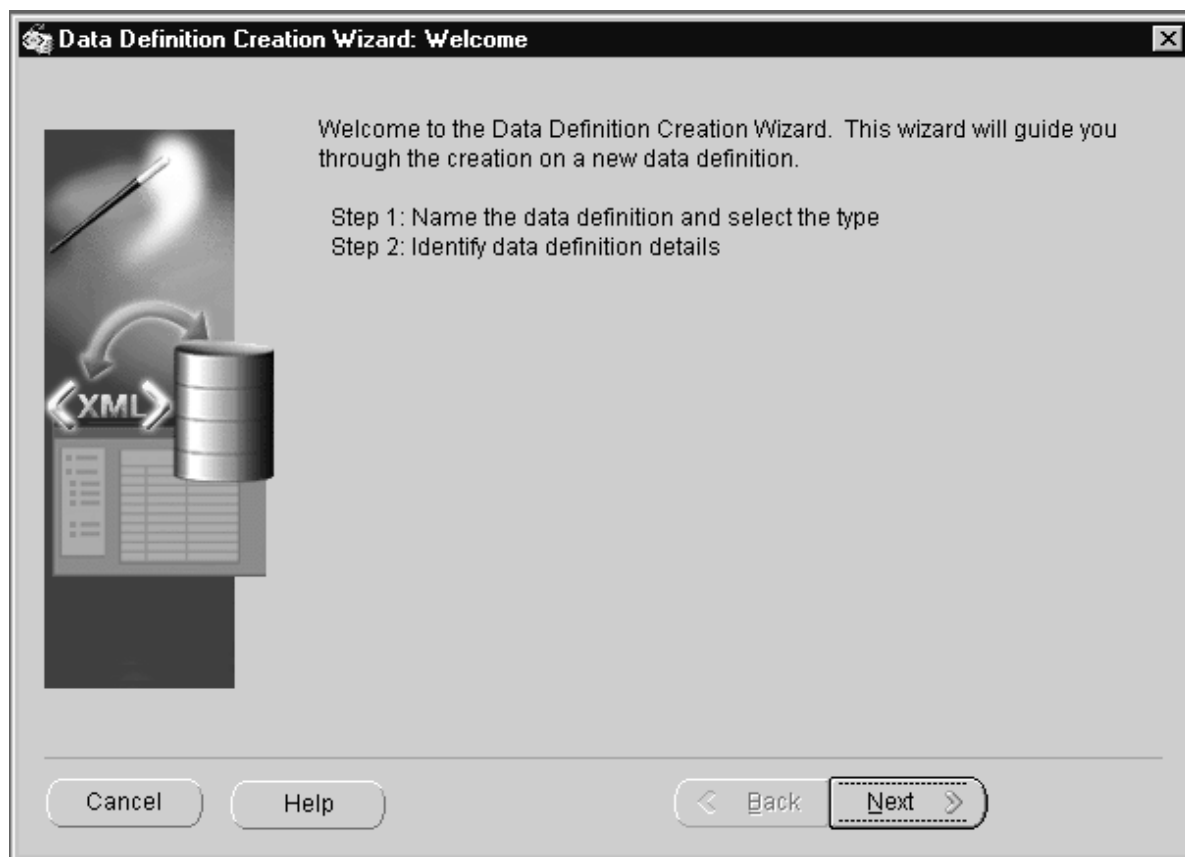 Data Definition Creation Wizard: Welcome
Welcome to the Data Definition Creation Wizard. This wizard will guide you
through the creation on a new data definition.
Step 1: Name the data definition and select the type
Step 2: Identify data definition details
<XML>
Cancel
Help
Back
Next